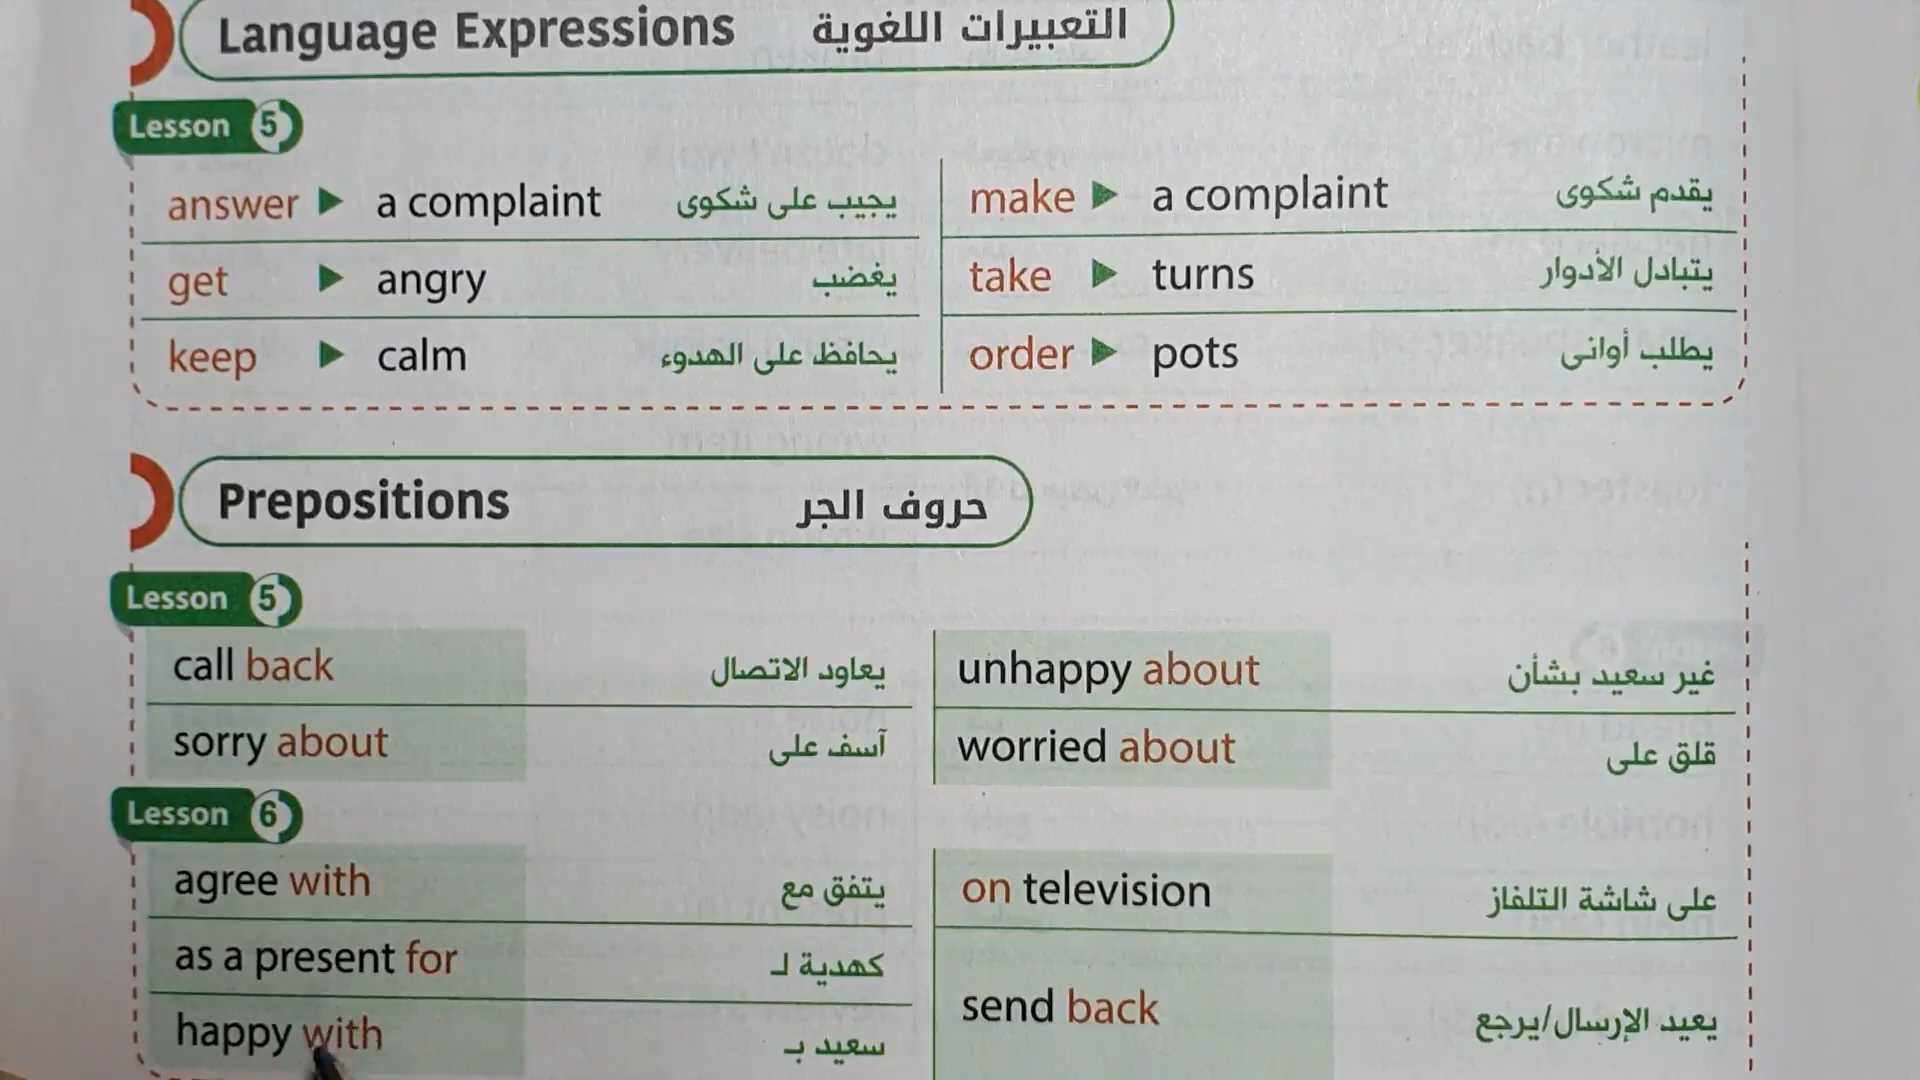 Language Expressions التعبيرات اللغوية
Lesson 5
answer a complaint يجيب على شكوى make a complaint يقدم شكوى
get angry يغضب take turns يتبادل الأدوار
keep calm يحافظ على الهدوء order pots يطلب أوانى
Prepositions حروف الجر
Lesson 5
call back يعاود الاتصال unhappy about غير سعيد بشأن
sorry about آسف على worried about قلق على
Lesson 6
agree with يتفق مع on television على شاشة التلفاز
as a present for كهدية لـ
send back يعيد الإرسال/يرجع
happy with سعيد بـ